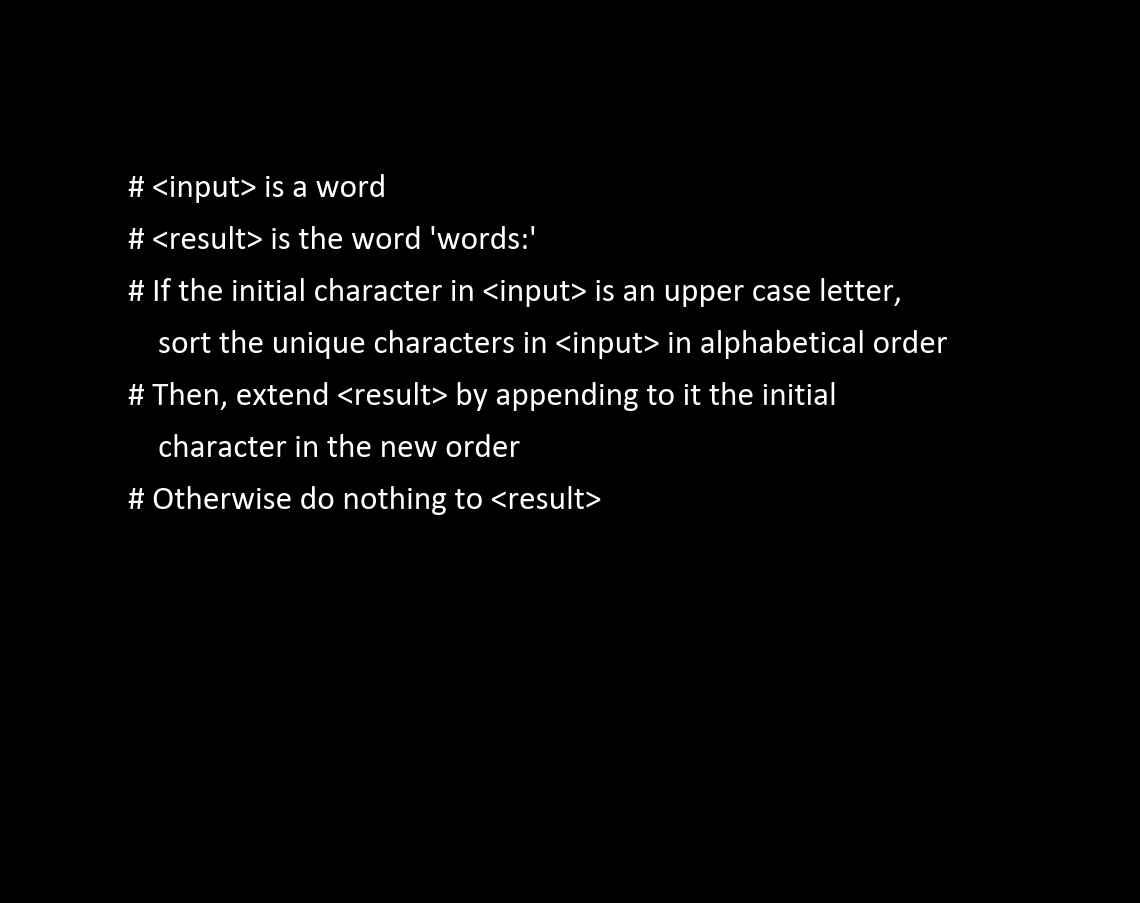 # <input> is a word
# <result> is the word 'words:'
# If the initial character in <input> is an upper case letter,
sort the unique characters in <input> in alphabetical order
# Then, extend <result> by appending to it the initial
character in the new order
# Otherwise do nothing to <result>